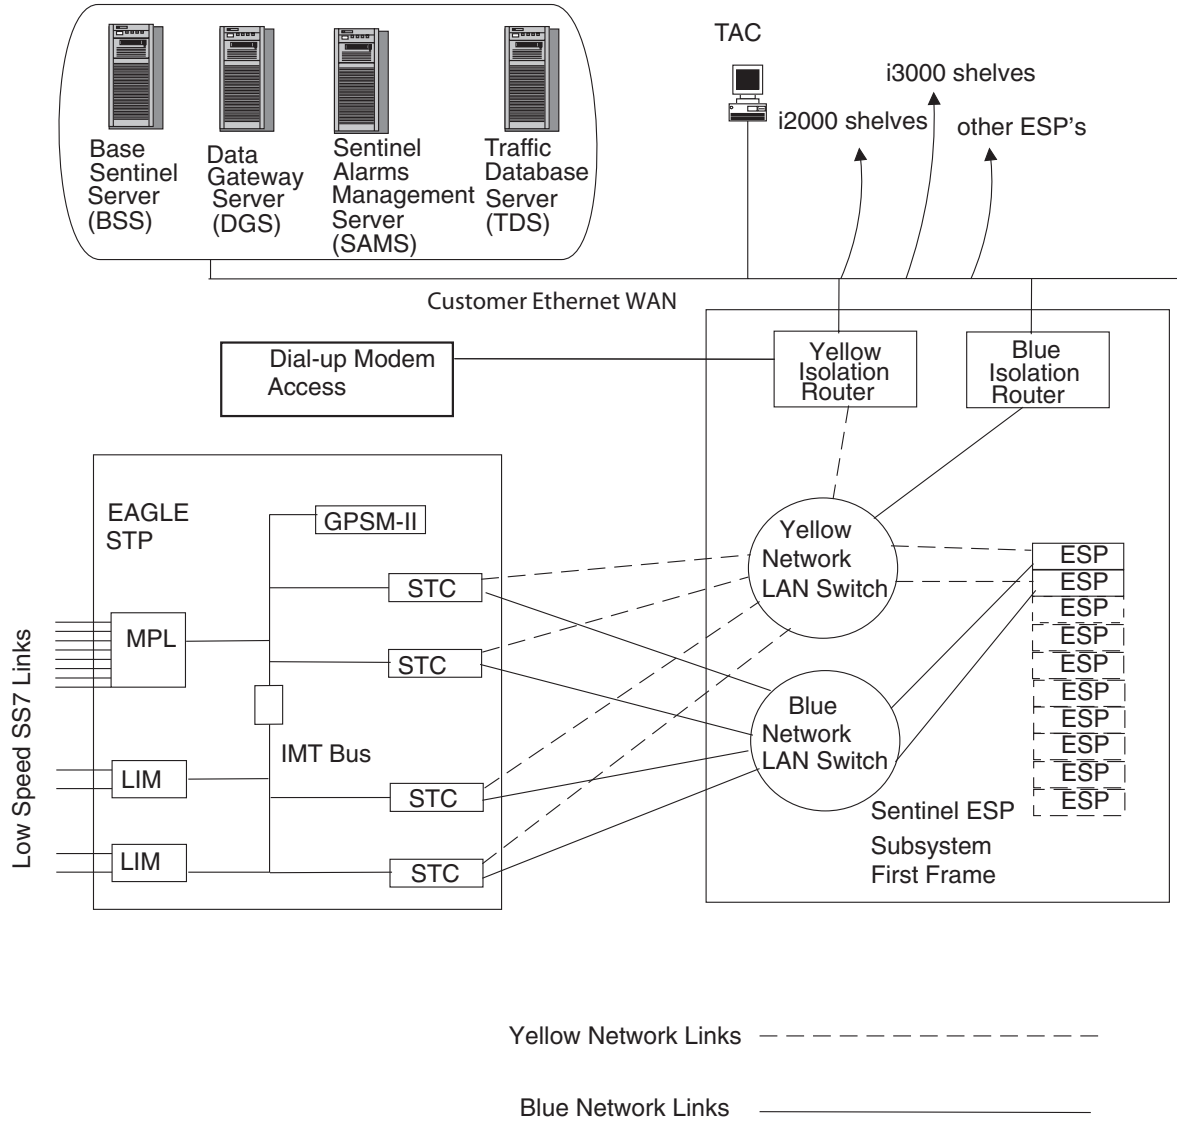 Base
Sentinel
Server
(BSS)
Data
Gateway
Server
(DGS)
Sentinel
Alarms
Management
Server
(SAMS)
Traffic
Database
Server
(TDS)
TAC
i3000 shelves
i2000 shelves
other ESP's
Customer Ethernet WAN
Dial-up Modem
Access
Yellow
Isolation
Router
Blue
Isolation
Router
EAGLE
STP
GPSM-II
STC
MPL
STC
IMT Bus
LIM
STC
LIM
STC
Low Speed SS7 Links
Yellow
Network
LAN Switch
Blue
Network
LAN Switch
ESP
ESP
ESP
ESP
ESP
ESP
ESP
ESP
ESP
ESP
Sentinel ESP
Subsystem
First Frame
Yellow Network Links
Blue Network Links